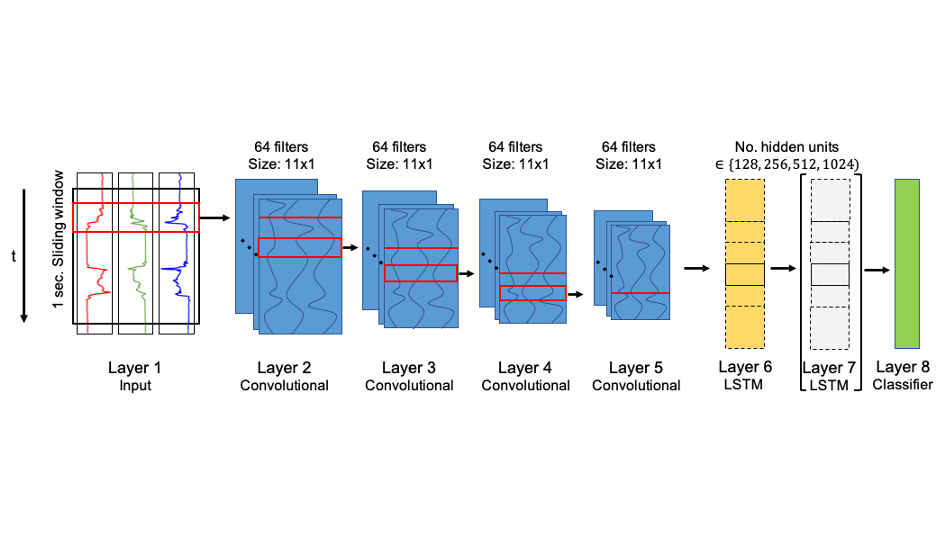 64 filters
Size: 11x1
64 filters
Size: 11x1
64 filters
Size: 11x1
64 filters
Size: 11x1
No. hidden units
∈ {128, 256, 512, 1024)
1 sec. Sliding window
t
Layer 1
Input
Layer 2
Convolutional
Layer 3
Convolutional
Layer 4
Convolutional
Layer 5
Convolutional
Layer 6
LSTM
Layer 7
LSTM
Layer 8
Classifier